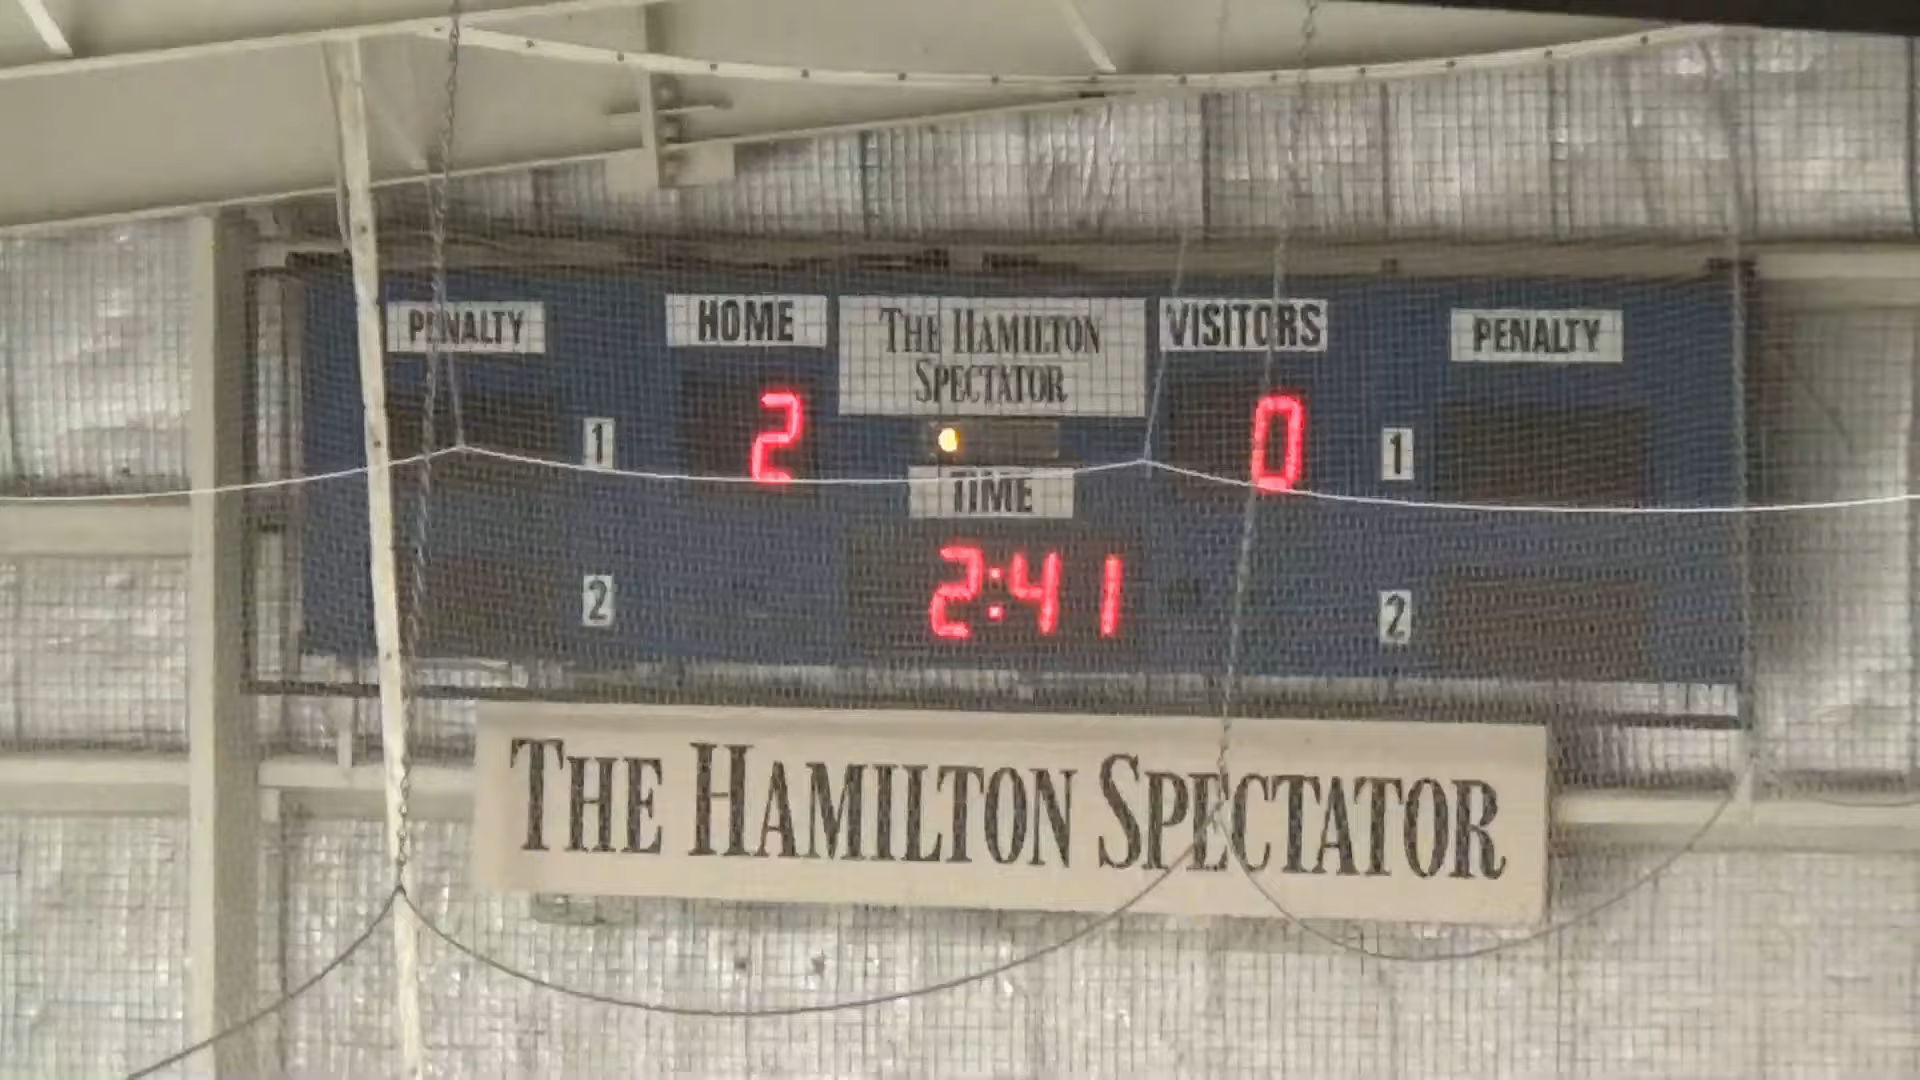 PENALTY
HOME
THE HAMILTON
SPECTATOR
VISITORS
PENALTY
1
2
0
1
TIME
2
2:41
2
THE HAMILTON SPECTATOR